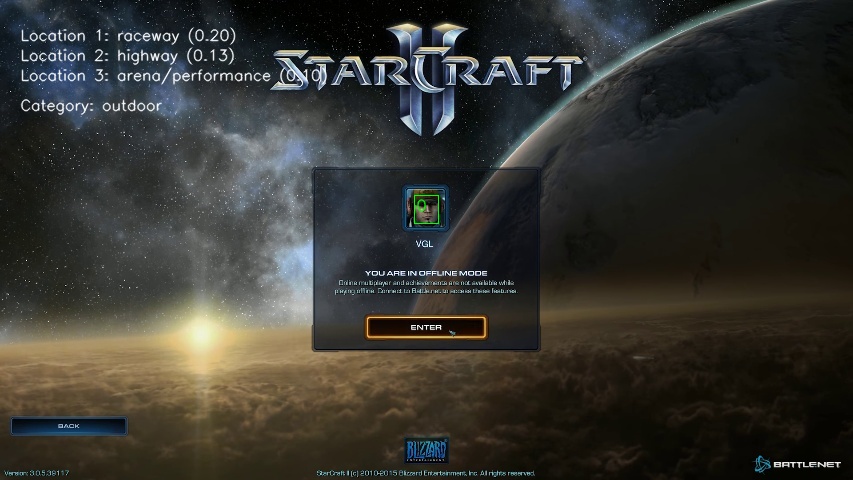 Location 1: raceway (0.20)
Location 2: highway (0.13)
Location 3: arena/performance (0.10)
Category: outdoor
STARCRAFT
II
VGL
YOU ARE IN OFFLINE MODE
Online multiplayer and achievements are not available while
playing offline. Connect to Battle.net to access these features.
ENTER
BACK
BLIZZARD
ENTERTAINMENT
Version: 3.0.5.39117
StarCraft II (c) 2010-2015 Blizzard Entertainment, Inc. All rights reserved.
BATTLE.NET